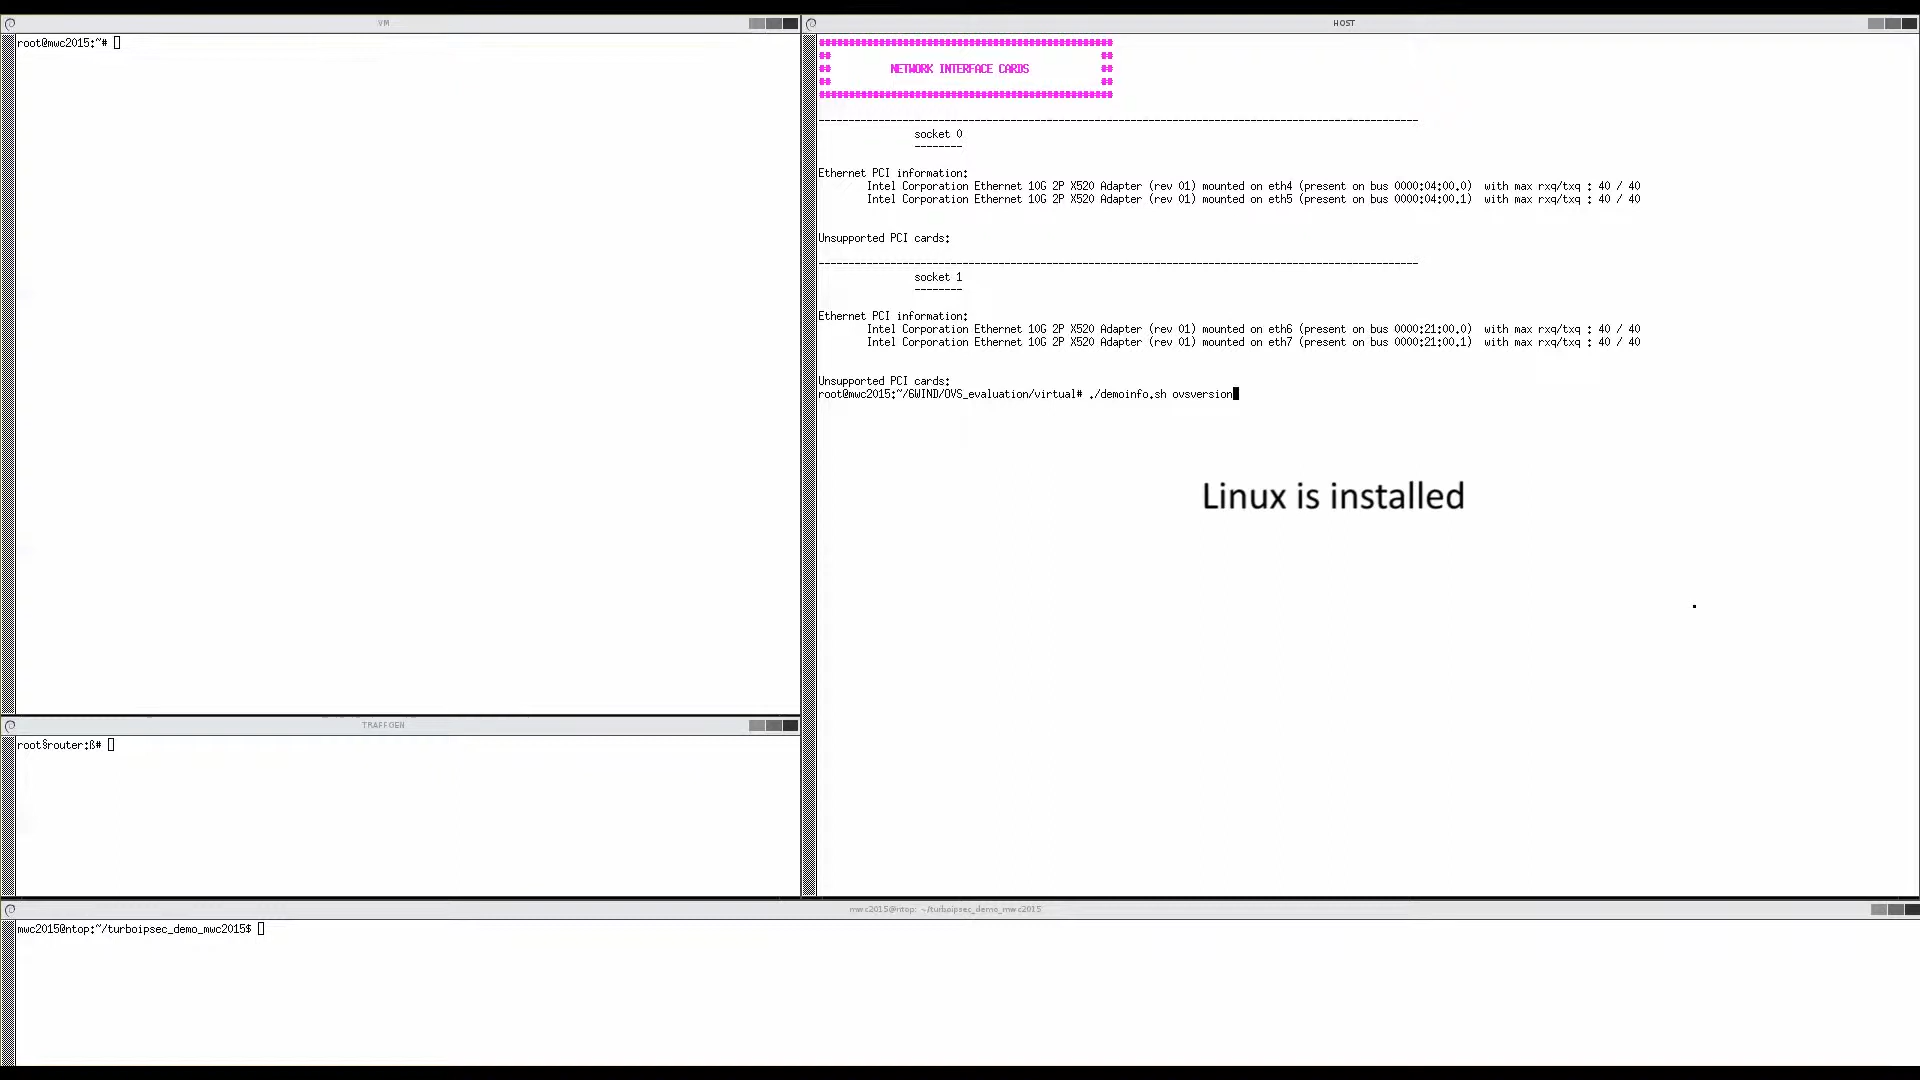 VM
root@mwc2015:~#
HOST
##################################################
## ##
## NETWORK INTERFACE CARDS ##
## ##
##################################################
----------------------------------------------------------------------------------------------------
socket 0
--------
Ethernet PCI information:
Intel Corporation Ethernet 10G 2P X520 Adapter (rev 01) mounted on eth4 (present on bus 0000:04:00.0) with max rxq/txq : 40 / 40
Intel Corporation Ethernet 10G 2P X520 Adapter (rev 01) mounted on eth5 (present on bus 0000:04:00.1) with max rxq/txq : 40 / 40
Unsupported PCI cards:
----------------------------------------------------------------------------------------------------
socket 1
--------
Ethernet PCI information:
Intel Corporation Ethernet 10G 2P X520 Adapter (rev 01) mounted on eth6 (present on bus 0000:21:00.0) with max rxq/txq : 40 / 40
Intel Corporation Ethernet 10G 2P X520 Adapter (rev 01) mounted on eth7 (present on bus 0000:21:00.1) with max rxq/txq : 40 / 40
Unsupported PCI cards:
root@mwc2015:~/6WIND/OVS_evaluation/virtual# ./demoinfo.sh ovsversion
Linux is installed
TRAFFGEN
root§router:ß#
mwc2015@ntop: ~/turboipsec_demo_mwc2015
mwc2015@ntop:~/turboipsec_demo_mwc2015$